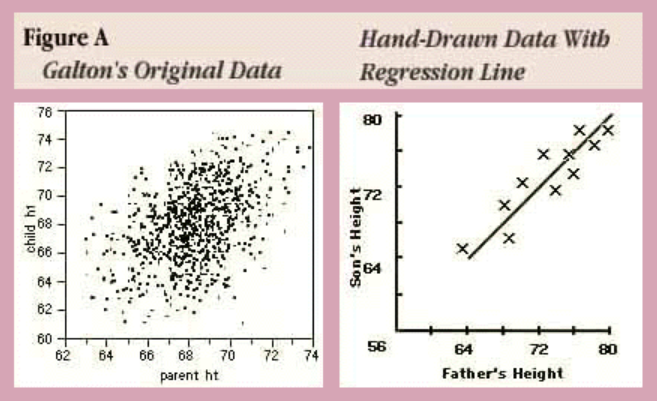 Figure A
Galton's Original Data
Hand-Drawn Data With
Regression Line
76
74
72
70
68
66
64
62
60
child ht
62 64 66 68 70 72 74
parent ht
80
72
64
56
Son's Height
64 72 80
Father's Height